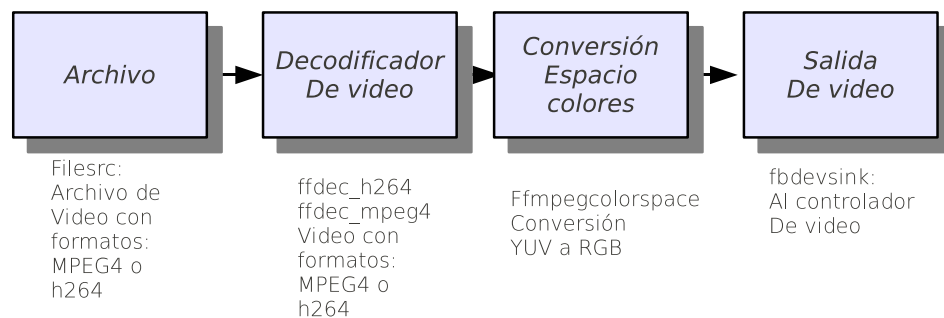 Archivo
Decodificador
De video
Conversión
Espacio
colores
Salida
De video
Filesrc:
Archivo de
Video con
formatos:
MPEG4 o
h264
ffdec_h264
ffdec_mpeg4
Video con
formatos:
MPEG4 o
h264
Ffmpegcolorspace
Conversión
YUV a RGB
fbdevsink:
Al controlador
De video